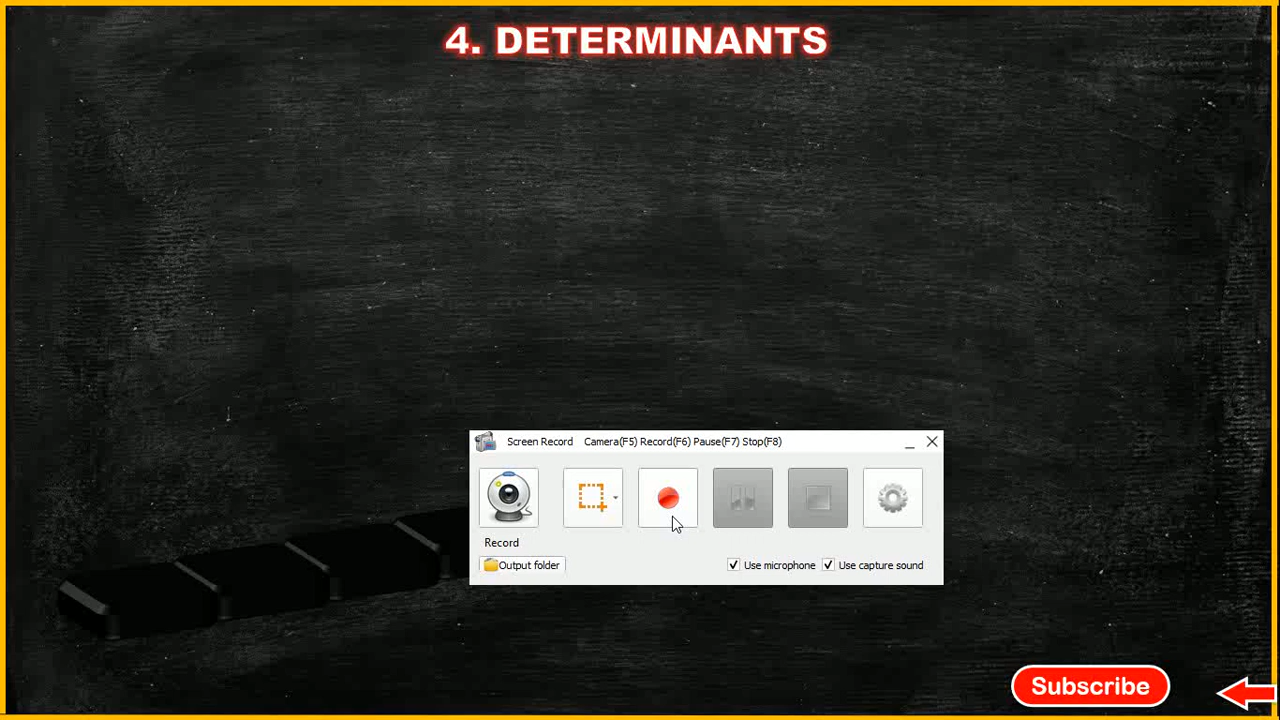 4. DETERMINANTS
Screen Record Camera(F5) Record(F6) Pause(F7) Stop(F8)
Record
Output folder
Use microphone
Use capture sound
Subscribe